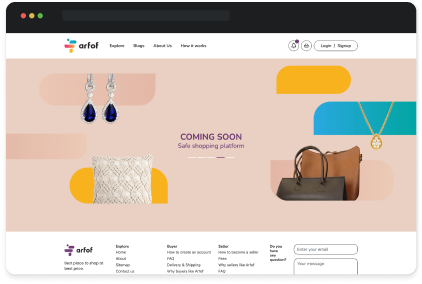 arfof
Explore Blogs About Us How it works
Login / Signup
COMING SOON
Safe shopping platform
arfof
Best place to shop at
best price.
Explore
Home
About
Sitemap
Contact us
Buyer
How to create an account
FAQ
Delivery & Shipping
Why travels like Arfof
Seller
How to become a seller
Fees
Why sellers like Arfof
FAQ
Do you
have
any
question?
Enter your email
Your message